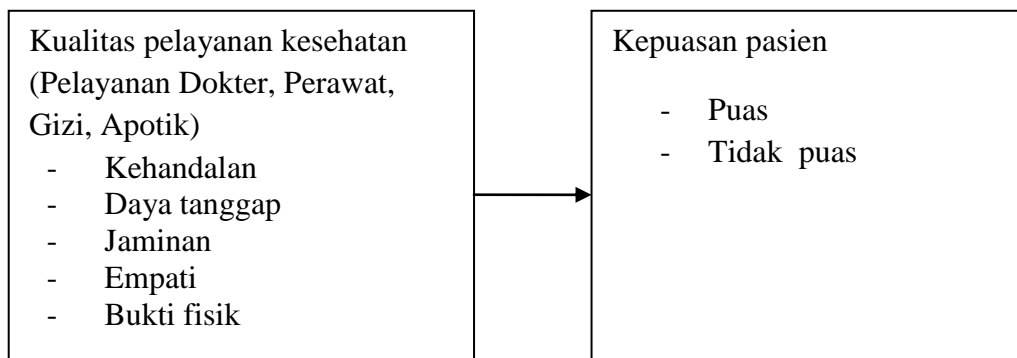 Kualitas pelayanan kesehatan
(Pelayanan Dokter, Perawat,
Gizi, Apotik)
- Kehandalan
- Daya tanggap
- Jaminan
- Empati
- Bukti fisik
Kepuasan pasien
- Puas
- Tidak puas